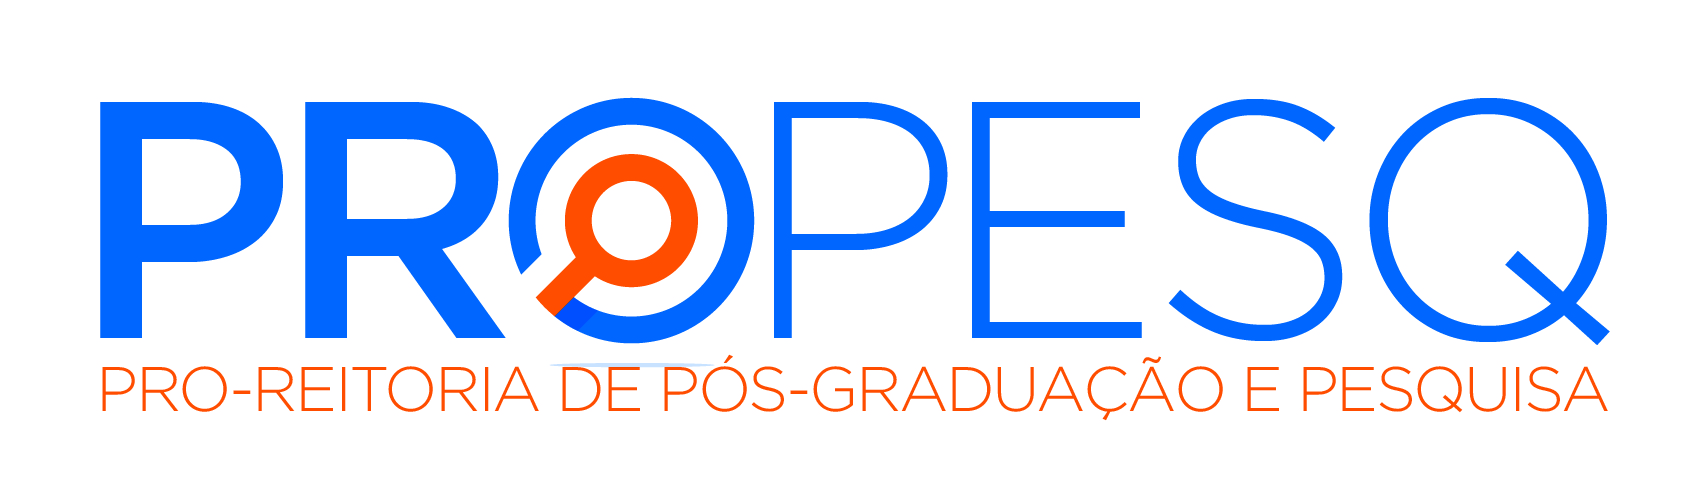 PROPESQ
PRO-REITORIA DE PÓS-GRADUAÇÃO E PESQUISA